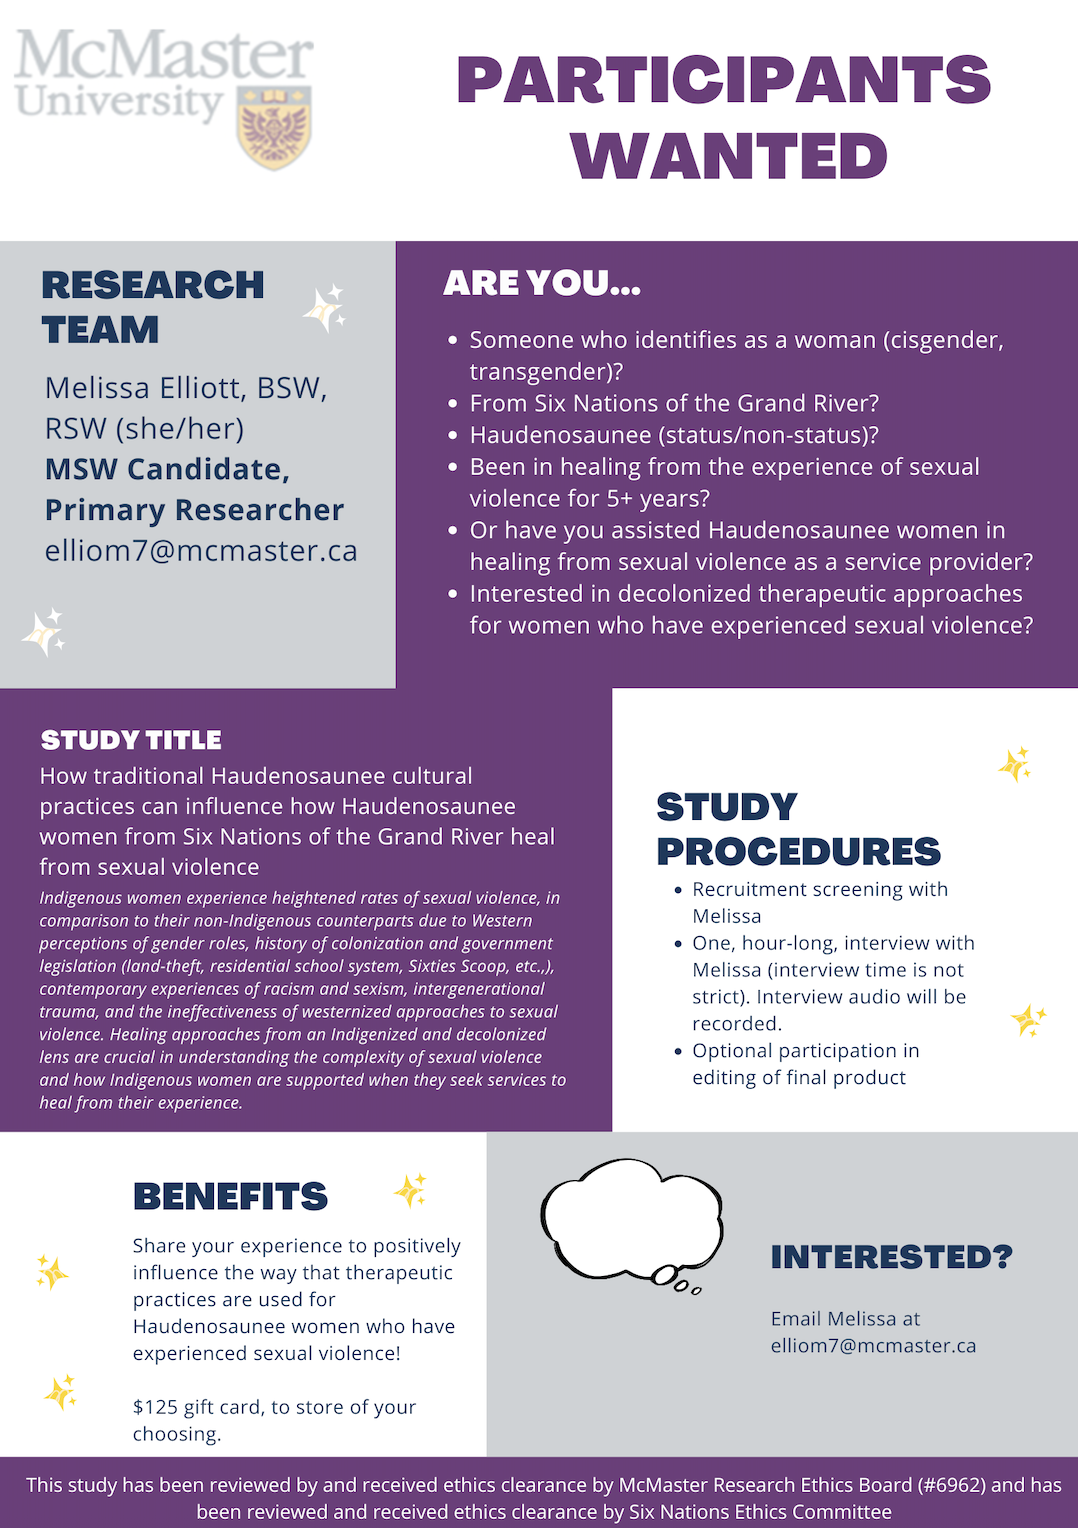 McMaster
University
PARTICIPANTS
WANTED
RESEARCH
TEAM
Melissa Elliott, BSW,
RSW (she/her)
MSW Candidate,
Primary Researcher
elliom7@mcmaster.ca
ARE YOU...
• Someone who identifies as a woman (cisgender,
transgender)?
• From Six Nations of the Grand River?
• Haudenosaunee (status/non-status)?
• Been in healing from the experience of sexual
violence for 5+ years?
• Or have you assisted Haudenosaunee women in
healing from sexual violence as a service provider?
• Interested in decolonized therapeutic approaches
for women who have experienced sexual violence?
STUDY TITLE
How traditional Haudenosaunee cultural
practices can influence how Haudenosaunee
women from Six Nations of the Grand River heal
from sexual violence
Indigenous women experience heightened rates of sexual violence, in
comparison to their non-Indigenous counterparts due to Western
perceptions of gender roles, history of colonization and government
legislation (land-theft, residential school system, Sixties Scoop, etc.,),
contemporary experiences of racism and sexism, intergenerational
trauma, and the ineffectiveness of westernized approaches to sexual
violence. Healing approaches from an Indigenized and decolonized
lens are crucial in understanding the complexity of sexual violence
and how Indigenous women are supported when they seek services to
heal from their experience.
STUDY
PROCEDURES
• Recruitment screening with
Melissa
• One, hour-long, interview with
Melissa (interview time is not
strict). Interview audio will be
recorded.
• Optional participation in
editing of final product
BENEFITS
Share your experience to positively
influence the way that therapeutic
practices are used for
Haudenosaunee women who have
experienced sexual violence!
$125 gift card, to store of your
choosing.
INTERESTED?
Email Melissa at
elliom7@mcmaster.ca
This study has been reviewed by and received ethics clearance by McMaster Research Ethics Board (#6962) and has
been reviewed and received ethics clearance by Six Nations Ethics Committee